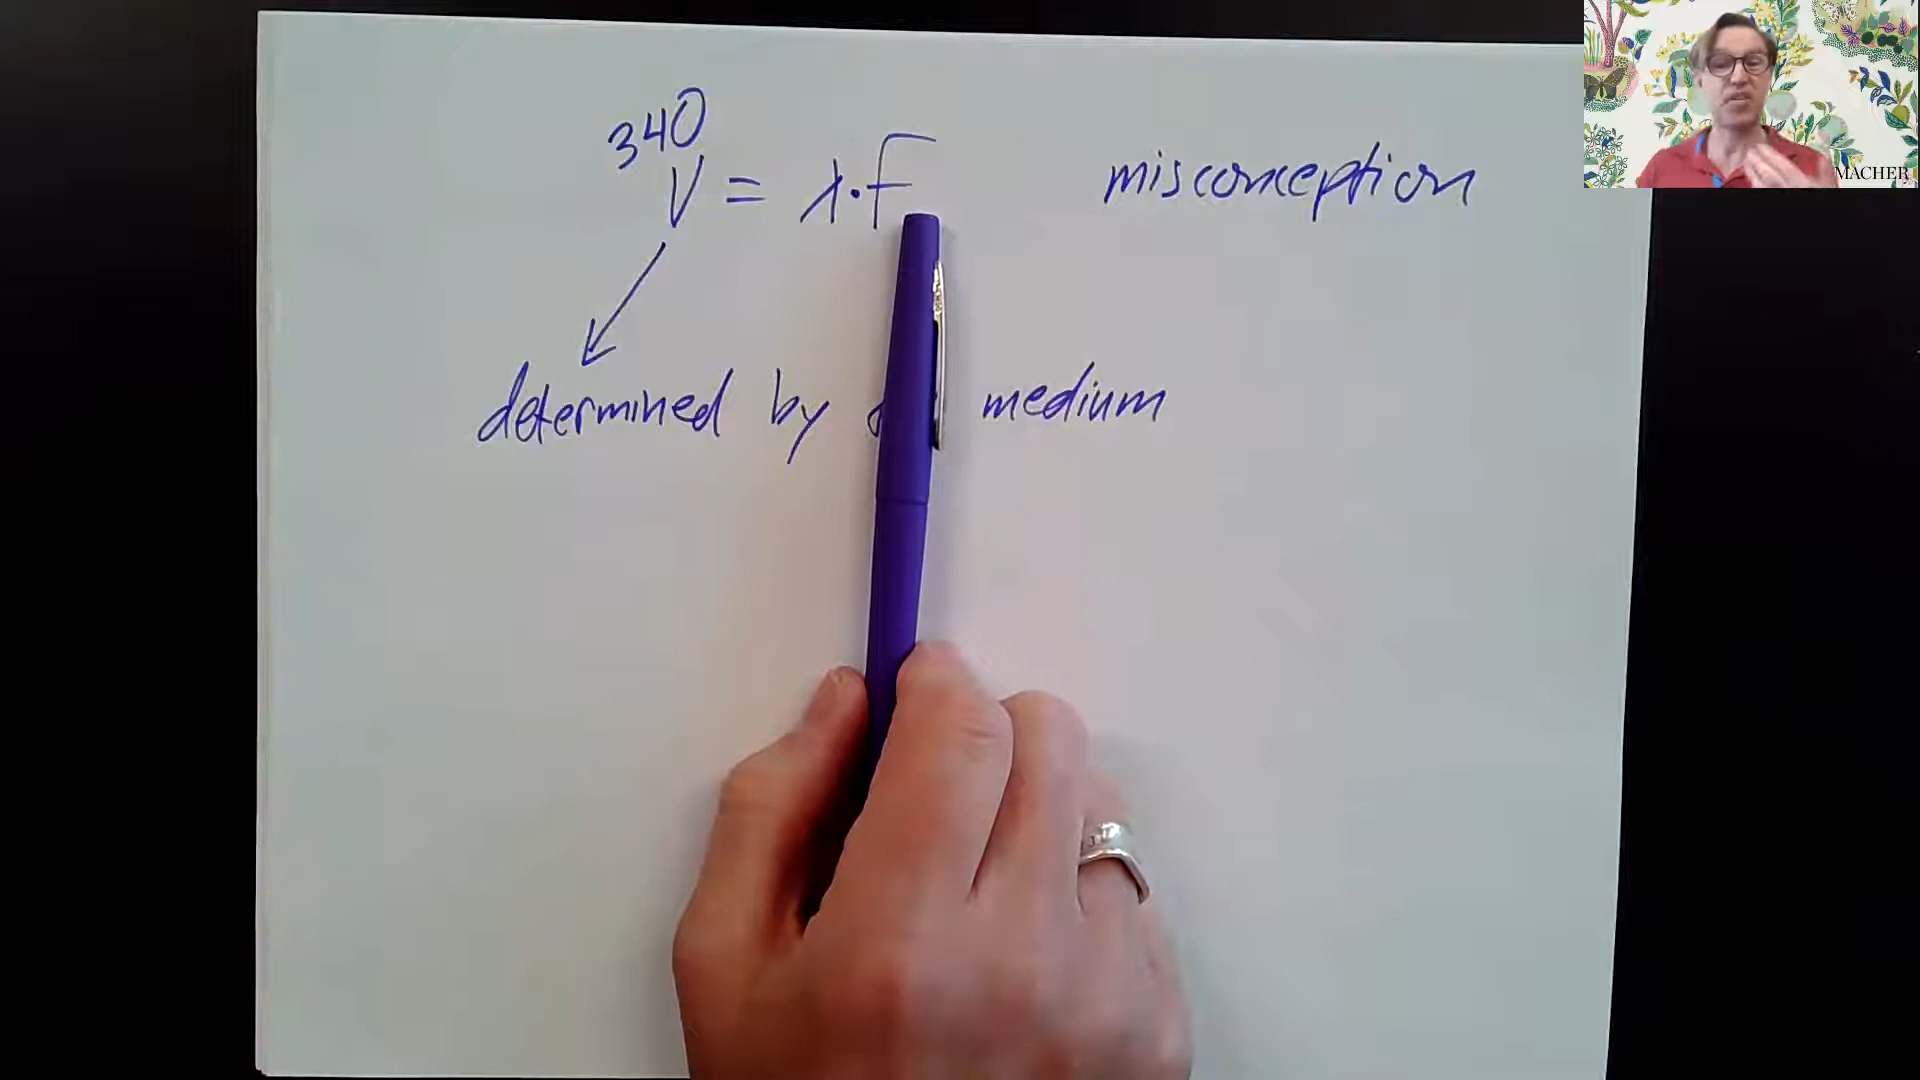 340
V = λ·F
misconception
determined by medium
MACHER